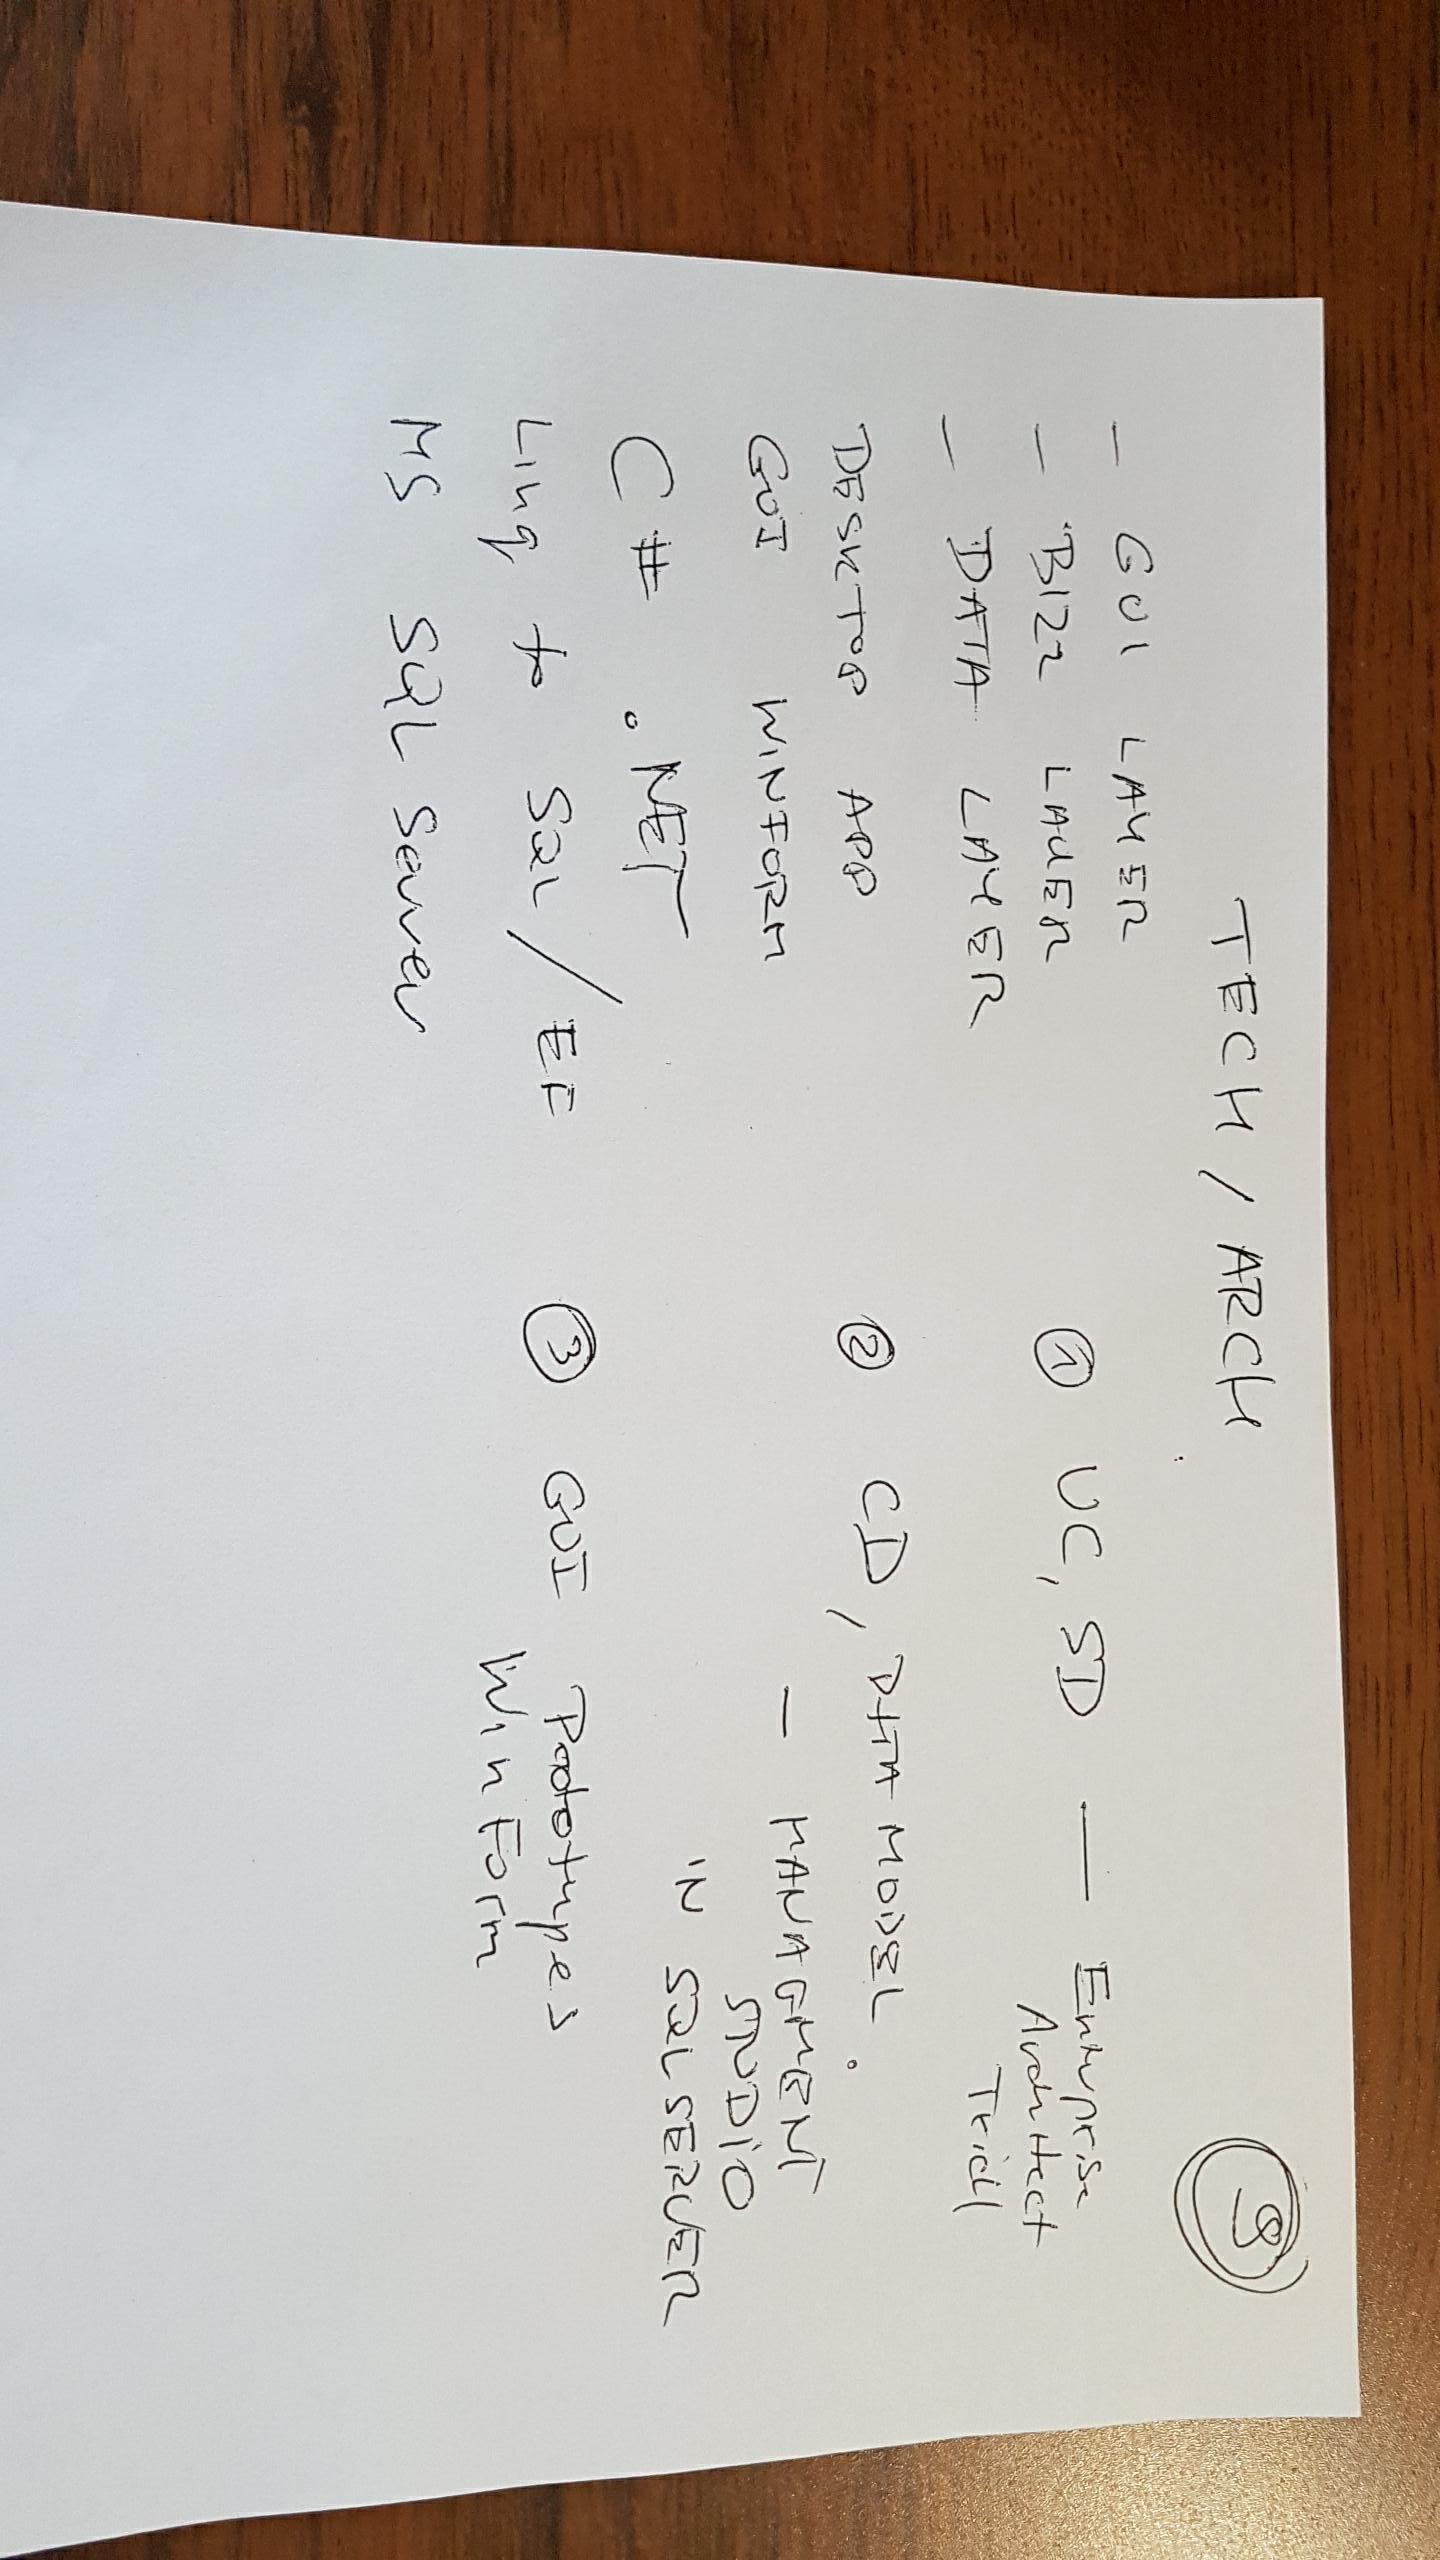 TECH / ARCH
8
- GUI LAYER
- BIZZ LAYER
- DATA LAYER
DESKTOP APP
GUI WINFORM
C# .NET
Linq to SQL / EF
MS SQL Server
1 UC, SD — Enterprise
Architect
Trial
2 CD, DATA MODEL.
- MANAGMENT
STUDIO
IN SQL SERVER
3 GUI Prototypes
WinForm